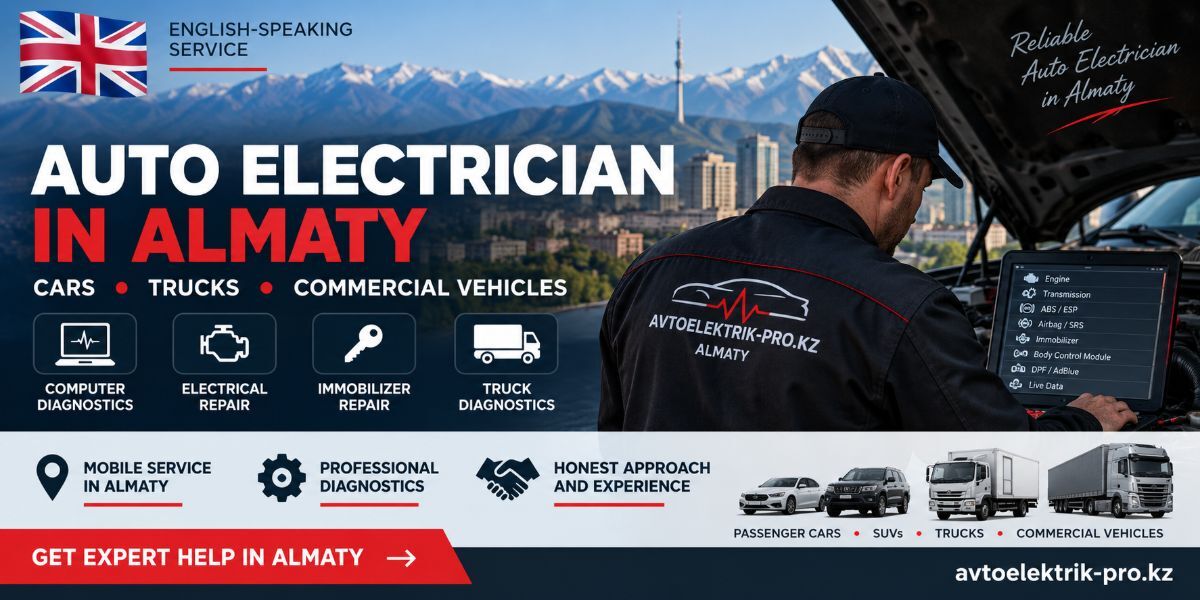 ENGLISH-SPEAKING
SERVICE
Reliable
Auto Electrician
in Almaty
AUTO ELECTRICIAN
IN ALMATY
CARS • TRUCKS • COMMERCIAL VEHICLES
COMPUTER
DIAGNOSTICS
ELECTRICAL
REPAIR
IMMOBILIZER
REPAIR
TRUCK
DIAGNOSTICS
AVTOELEKTRIK-PRO.KZ
ALMATY
Engine
Transmission
ABS / ESP
Airbag / SRS
Immobilizer
Body Control Module
DPF / AdBlue
Live Data
MOBILE SERVICE
IN ALMATY
PROFESSIONAL
DIAGNOSTICS
HONEST APPROACH
AND EXPERIENCE
PASSENGER CARS • SUVs • TRUCKS • COMMERCIAL VEHICLES
GET EXPERT HELP IN ALMATY →
avtoelektrik-pro.kz